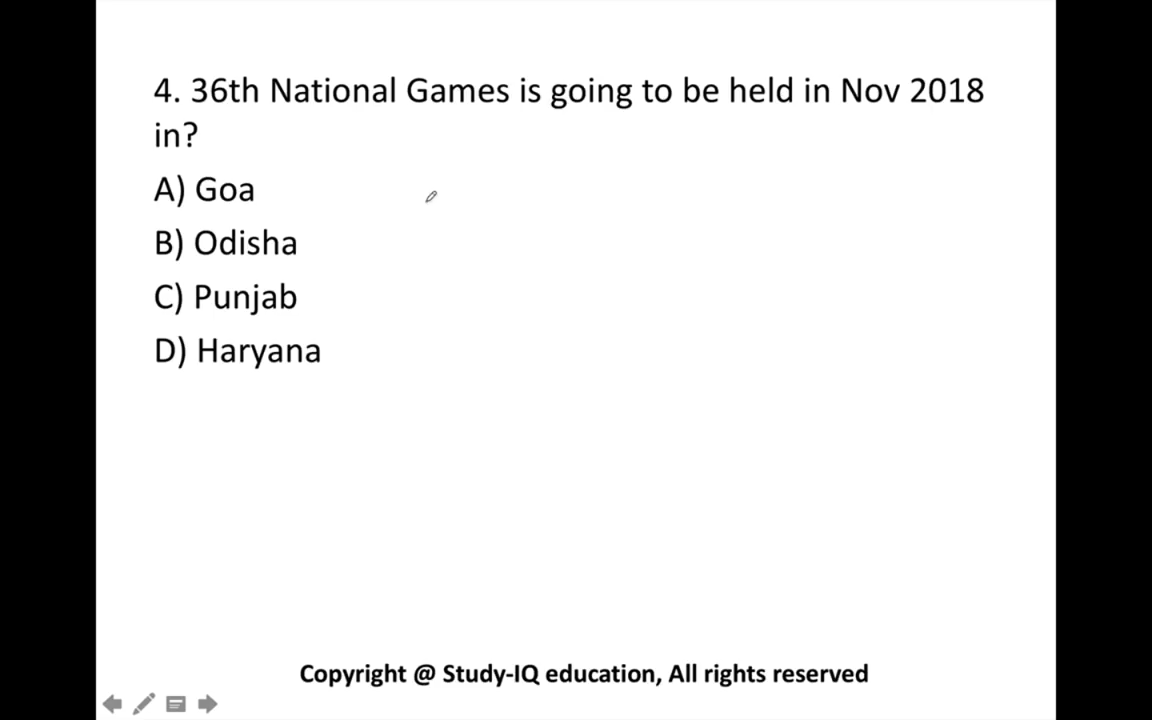 4. 36th National Games is going to be held in Nov 2018
in?
A) Goa
B) Odisha
C) Punjab
D) Haryana
Copyright @ Study-IQ education, All rights reserved